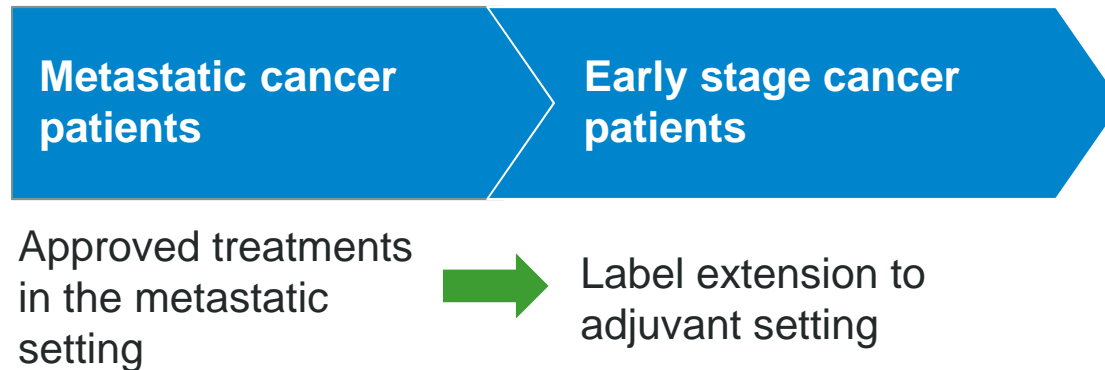 Metastatic cancer
patients
Early stage cancer
patients
Approved treatments
in the metastatic
setting
Label extension to
adjuvant setting